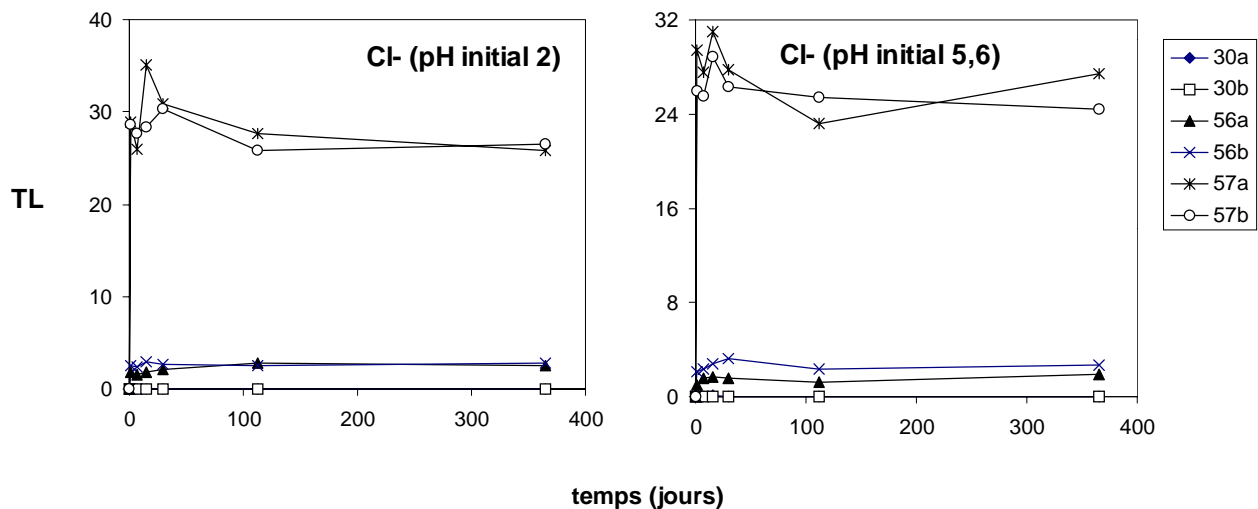 Cl- (pH initial 2)
40
30
20
10
0
0 100 200 300 400
TL
Cl- (pH initial 5,6)
32
24
16
8
0
0 100 200 300 400
temps (jours)
30a
30b
56a
56b
57a
57b